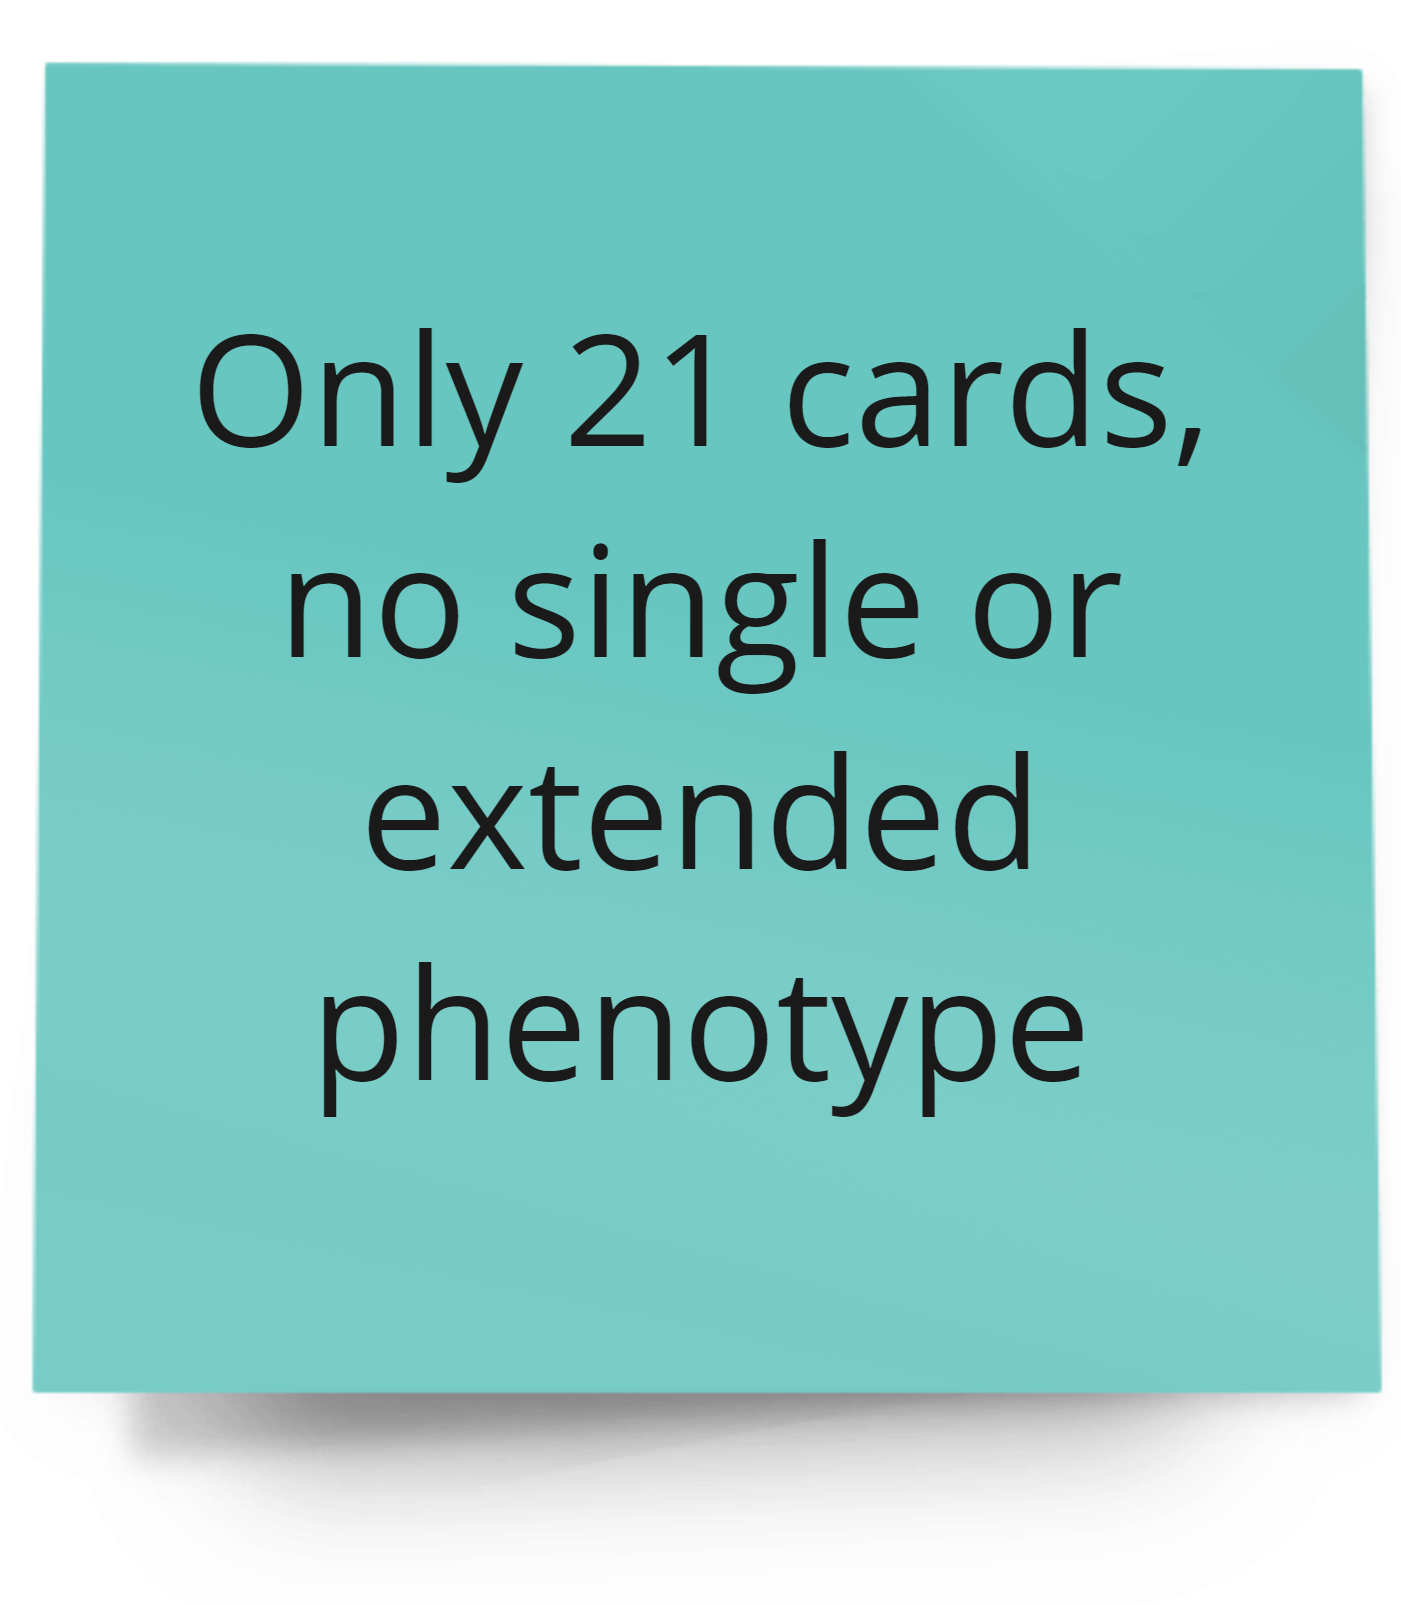 Only 21 cards,
no single or
extended
phenotype